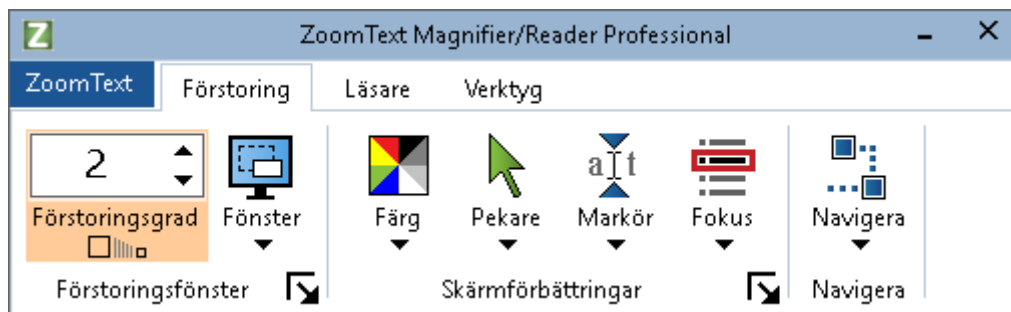 Z ZoomText Magnifier/Reader Professional
ZoomText Förstoring Läsare Verktyg
2
Förstoringsgrad Fönster Färg Pekare aIt Markör Fokus Navigera
Förstoringsfönster Skärmförbättringar Navigera